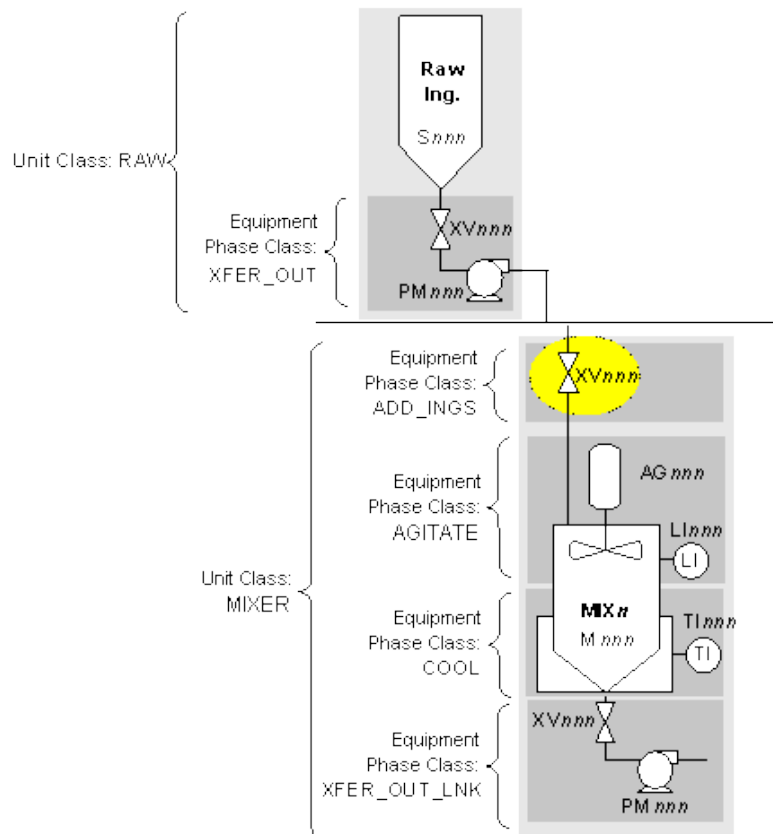 Raw
Ing.
Snnn
Unit Class: RAW
Equipment
Phase Class:
XFER_OUT
XVnnn
PMnnn
Equipment
Phase Class:
ADD_INGS
XVnnn
Equipment
Phase Class:
AGITATE
AGnnn
LInnn
LI
Unit Class:
MIXER
Equipment
Phase Class:
COOL
MIXn
Mnnn
TInnn
TI
Equipment
Phase Class:
XFER_OUT_LNK
XVnnn
PMnnn